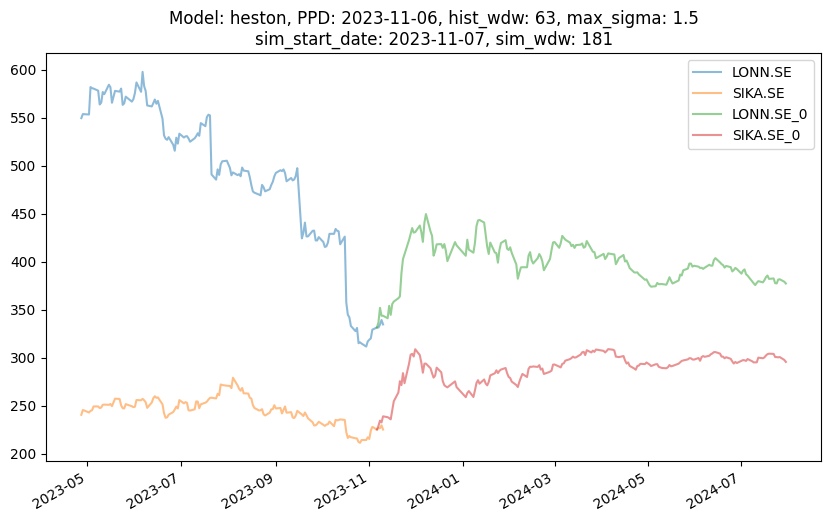 Model: heston, PPD: 2023-11-06, hist_wdw: 63, max_sigma: 1.5
sim_start_date: 2023-11-07, sim_wdw: 181
LONN.SE
SIKA.SE
LONN.SE_0
SIKA.SE_0
600
550
500
450
400
350
300
250
200
2023-05
2023-07
2023-09
2023-11
2024-01
2024-03
2024-05
2024-07